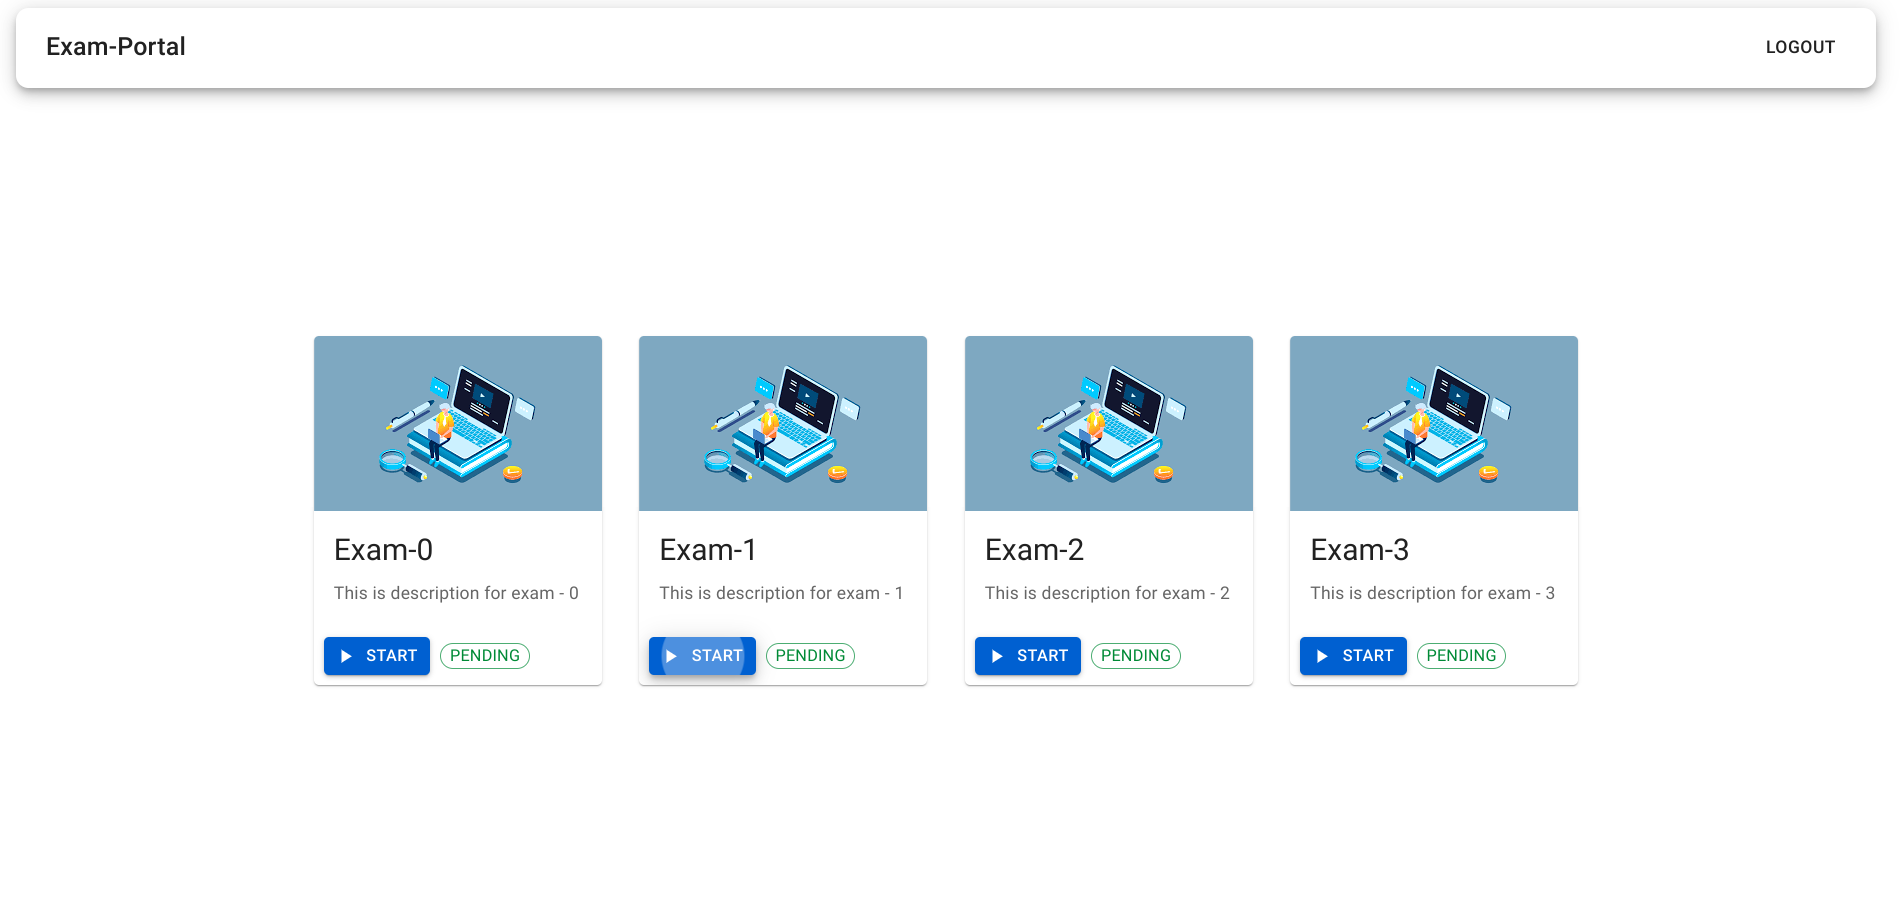 Exam-Portal
LOGOUT
Exam-0
This is description for exam - 0
START
PENDING
Exam-1
This is description for exam - 1
START
PENDING
Exam-2
This is description for exam - 2
START
PENDING
Exam-3
This is description for exam - 3
START
PENDING